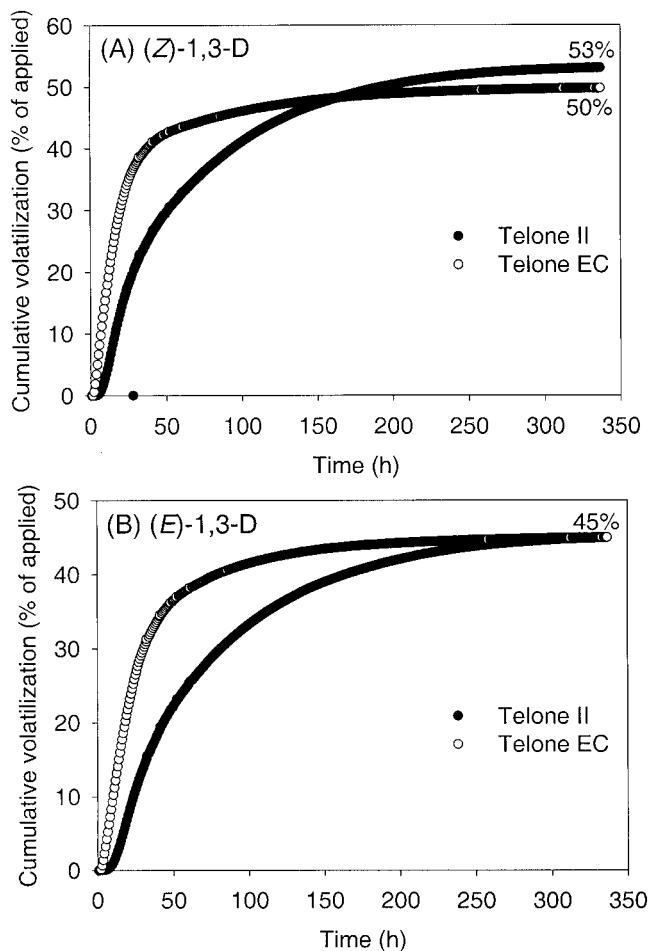 (A) (Z)-1,3-D
Cumulative volatilization (% of applied)
60
50
40
30
20
10
0
53%
50%
Telone II
Telone EC
0 50 100 150 200 250 300 350
Time (h)
(B) (E)-1,3-D
Cumulative volatilization (% of applied)
50
40
30
20
10
0
45%
Telone II
Telone EC
0 50 100 150 200 250 300 350
Time (h)